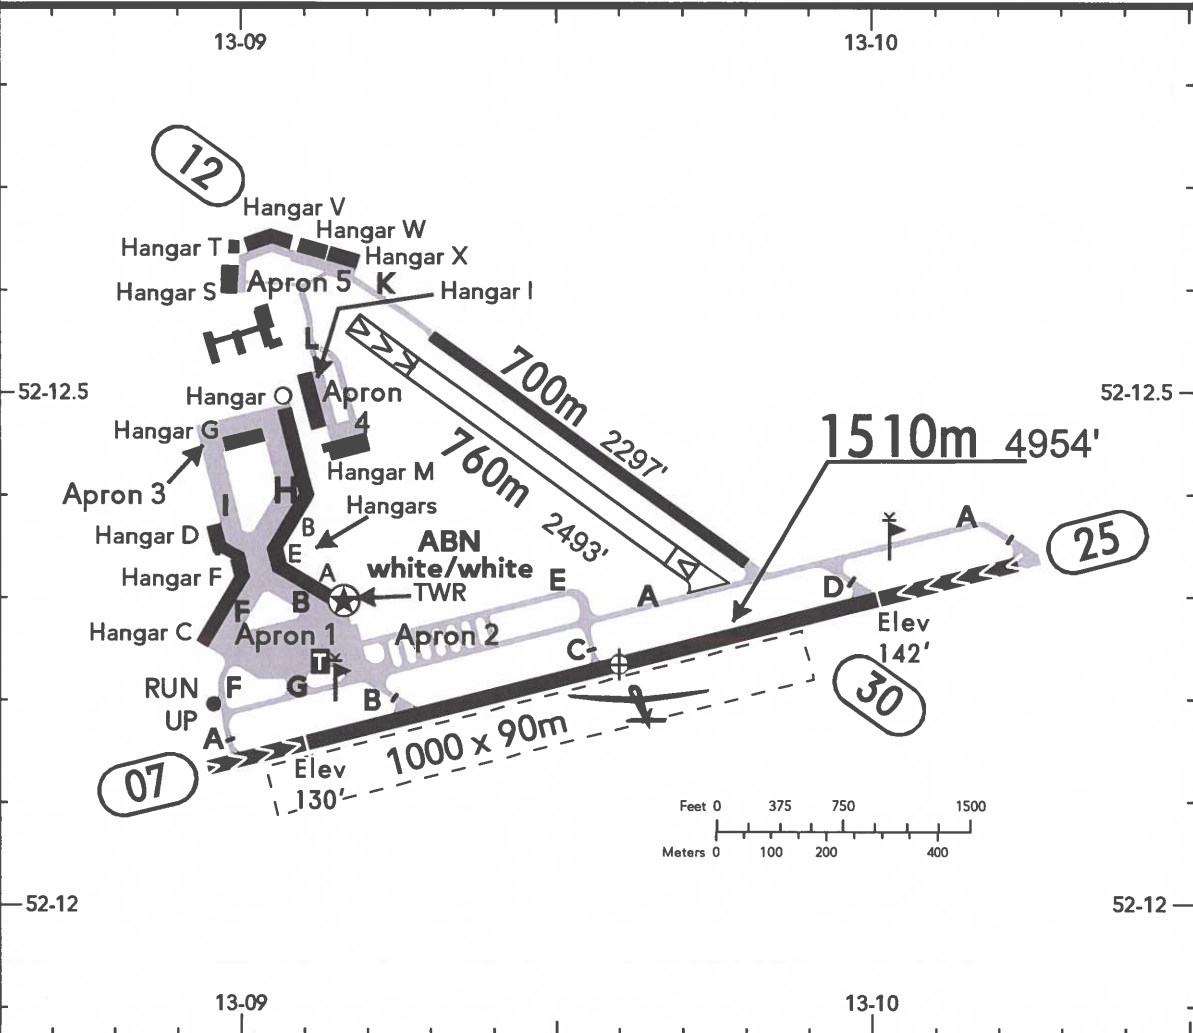 13-09
13-10
12
Hangar V
Hangar W
Hangar T
Hangar X
Hangar S
Apron 5
K
Hangar I
L
52-12.5
52-12.5
700m
2297'
Hangar O
Apron
4
1510m 4954'
Hangar G
760m
2493'
Hangar M
Apron 3
H
I
Hangars
B
A
25
Hangar D
E
ABN
white/white
A
TWR
Hangar F
B
E
A
D
F
Hangar C
Apron 1
Apron 2
Elev
142'
C
T
RUN
UP
F
G
B
30
A
1000 x 90m
Elev
130'
07
Feet 0 375 750 1500
Meters 0 100 200 400
52-12
52-12
13-09
13-10